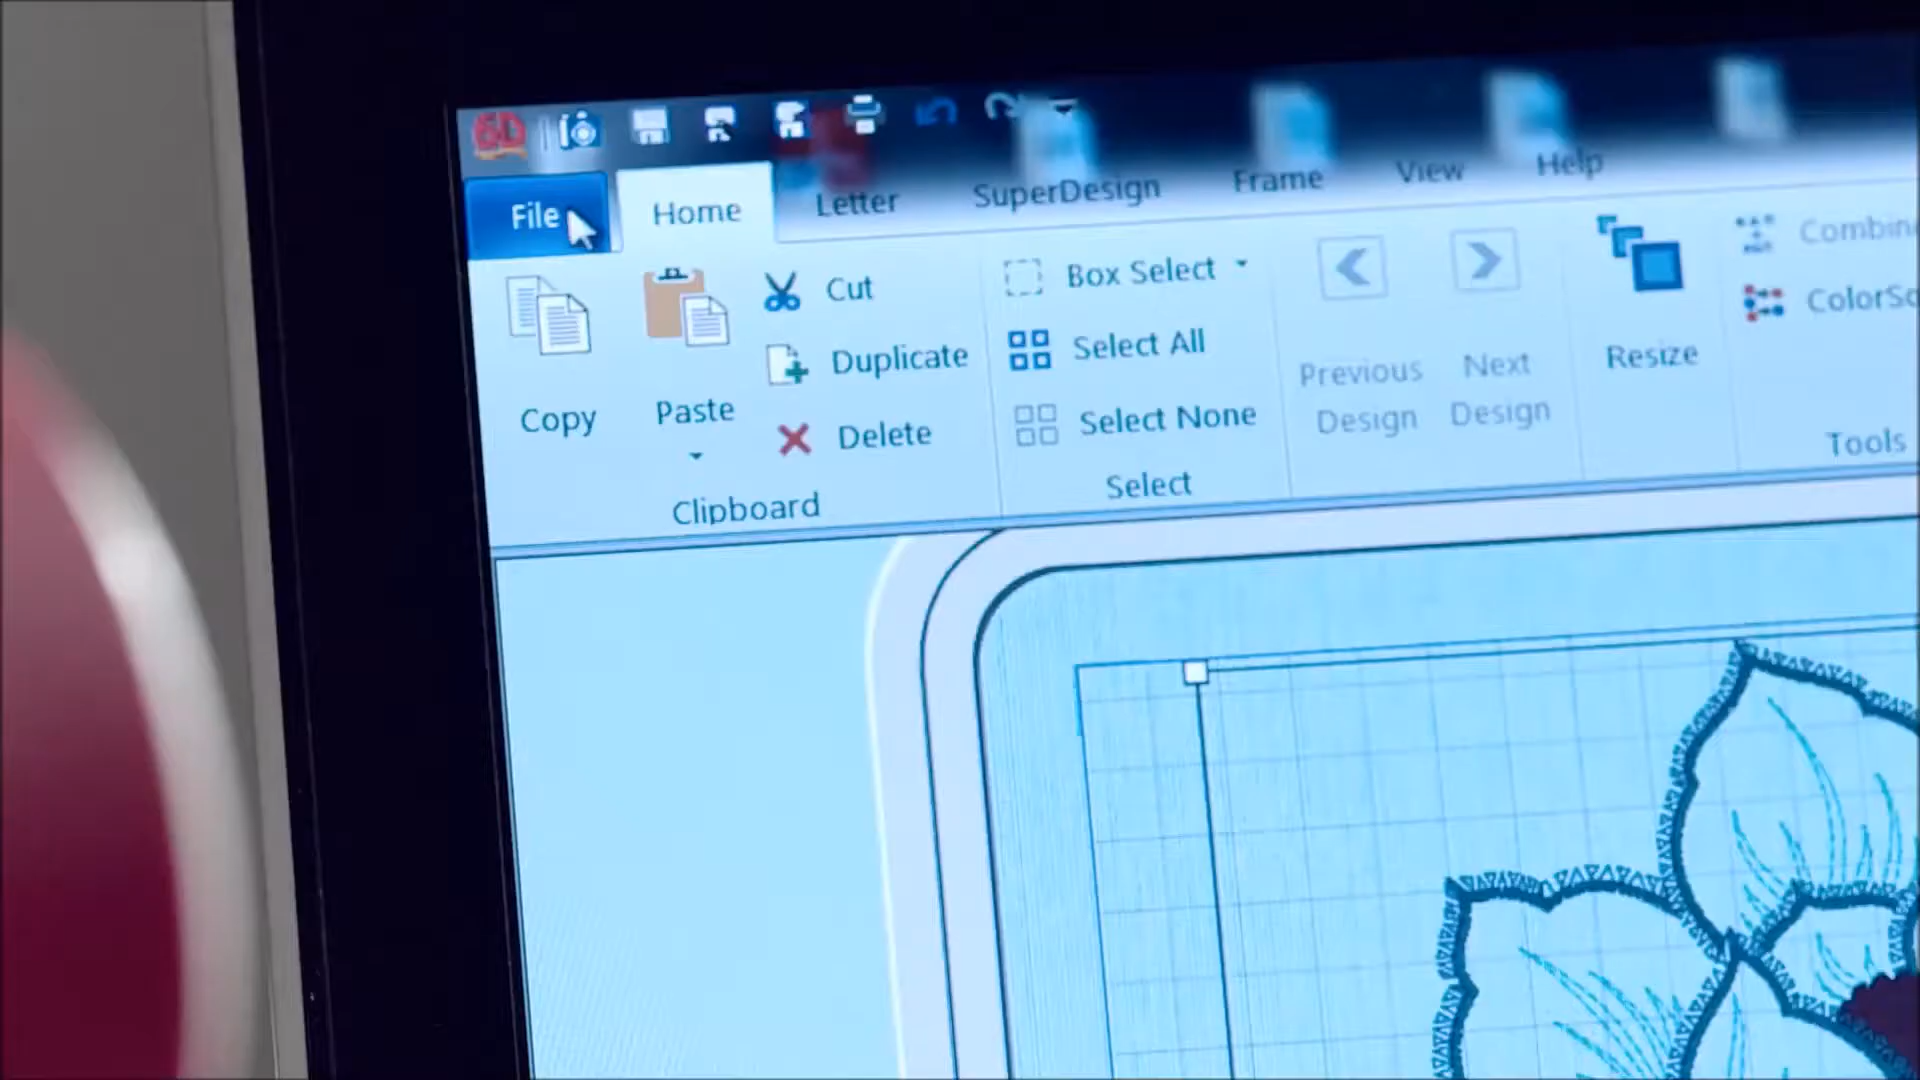 6D
File Home Letter SuperDesign Frame View Help
Copy
Paste
Cut
Duplicate
Delete
Clipboard
Box Select
Select All
Select None
Select
Previous
Design
Next
Design
Resize
Tools